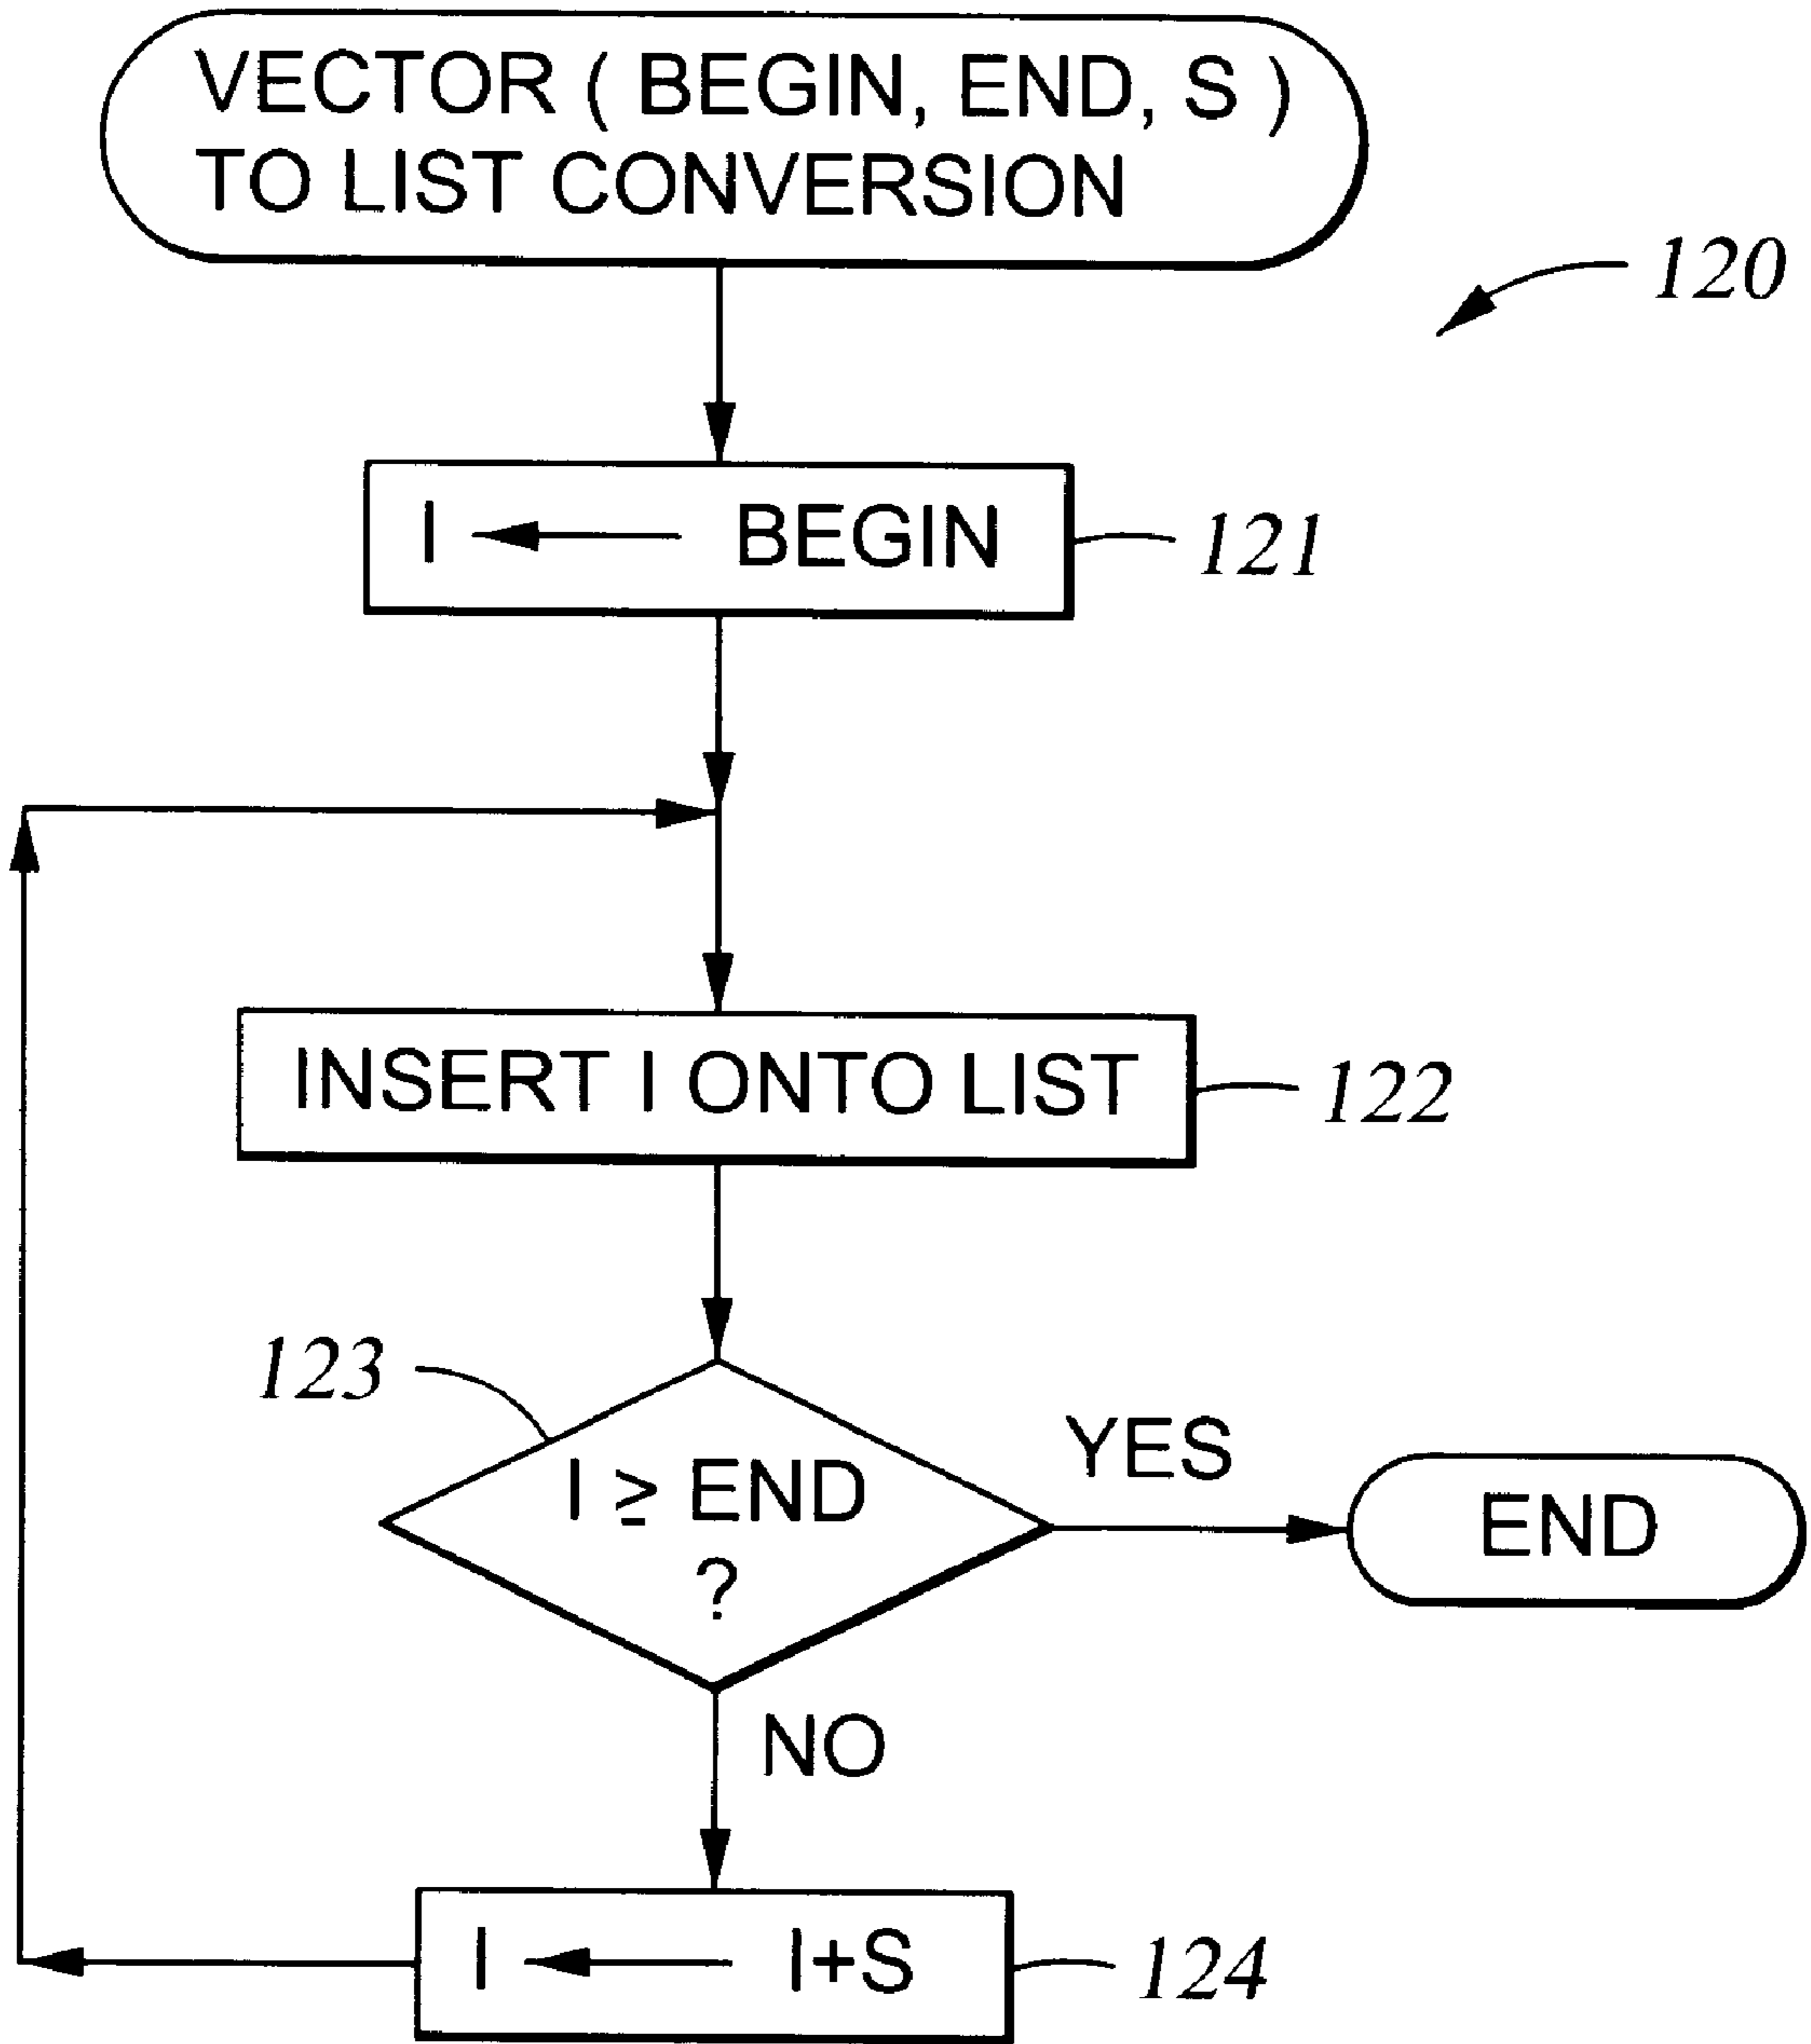 VECTOR ( BEGIN, END, S )
TO LIST CONVERSION
120
I ← BEGIN
121
INSERT I ONTO LIST
122
123
I ≥ END
?
YES
END
NO
I ← I+S
124